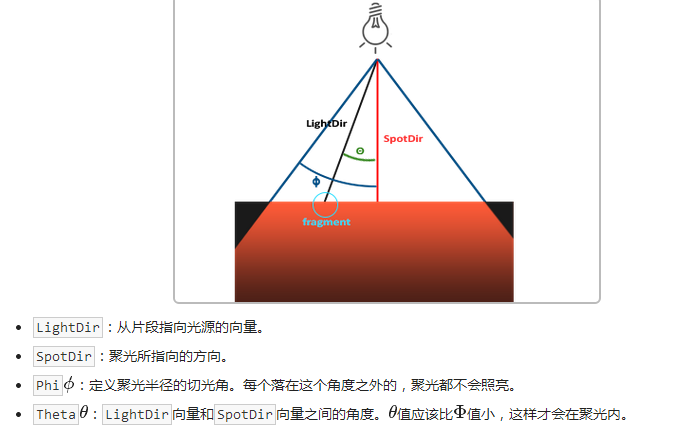 LightDir
Θ
SpotDir
ϕ
fragment
LightDir：从片段指向光源的向量。
SpotDir：聚光所指向的方向。
Phiϕ：定义聚光半径的切光角。每个落在这个角度之外的，聚光都不会照亮。
Thetaθ：LightDir向量和SpotDir向量之间的角度。θ值应该比Φ值小，这样才会在聚光内。